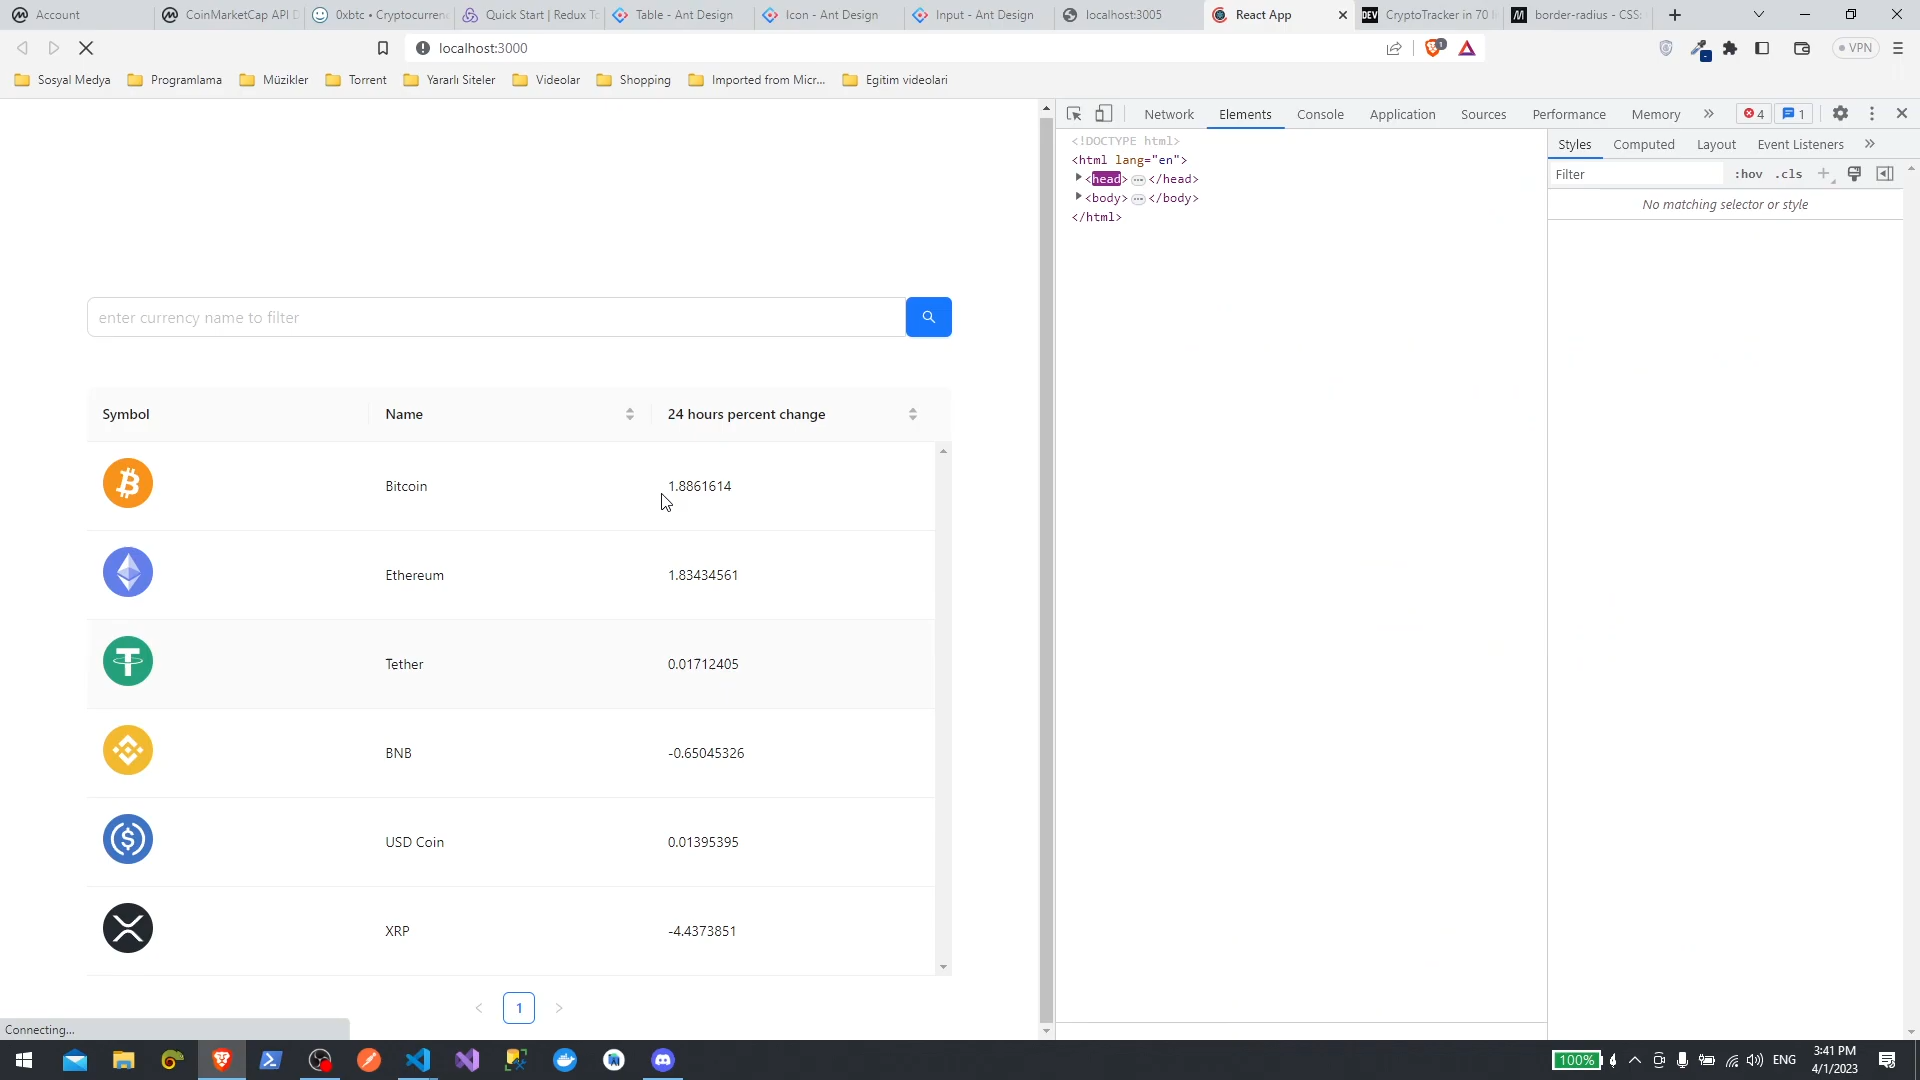 Account
CoinMarketCap API D
0xbtc • Cryptocurren
Quick Start | Redux To
Table - Ant Design
Icon - Ant Design
Input - Ant Design
localhost:3005
React App
DEV
CryptoTracker in 70 l
border-radius - CSS:
localhost:3000
1
VPN
Sosyal Medya
Programlama
Müzikler
Torrent
Yararlı Siteler
Videolar
Shopping
Imported from Micr...
Egitim videolari
Network
Elements
Console
Application
Sources
Performance
Memory
4
1
<!DOCTYPE html>
<html lang="en">
<head> ... </head>
<body> ... </body>
</html>
Styles
Computed
Layout
Event Listeners
Filter
:hov
.cls
No matching selector or style
enter currency name to filter
Symbol
Name
24 hours percent change
Bitcoin
1.8861614
Ethereum
1.83434561
Tether
0.01712405
BNB
-0.65045326
USD Coin
0.01395395
XRP
-4.4373851
1
Connecting...
100%
ENG
3:41 PM
4/1/2023